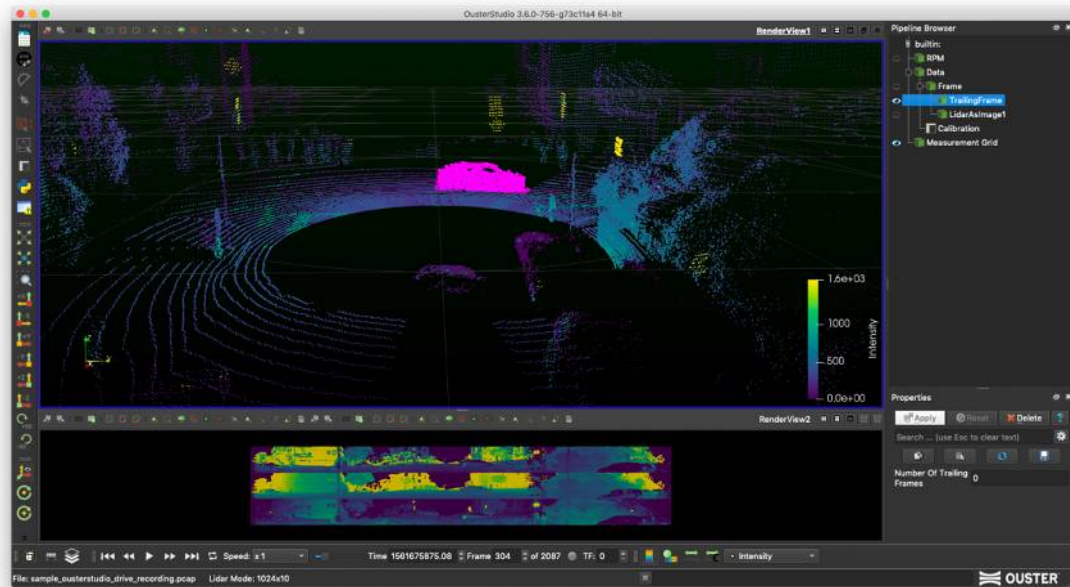 OusterStudio 3.6.0-756-g73c11a4 64-bit
RenderView1
Pipeline Browser
builtin:
RPM
Data
Frame
TrailingFrame
LidarAsImage1
Calibration
Measurement Grid
1.6e+03
1000
500
0.0e+00
Intensity
Properties
RenderView2
Apply
Reset
Delete
?
Search ... (use Esc to clear text)
Number Of Trailing
Frames
0
Speed: x 1
Time 1561675875.08
Frame 304
of 2087
TF: 0
Intensity
File: sample_ousterstudio_drive_recording.pcap
Lidar Mode: 1024x10
OUSTER